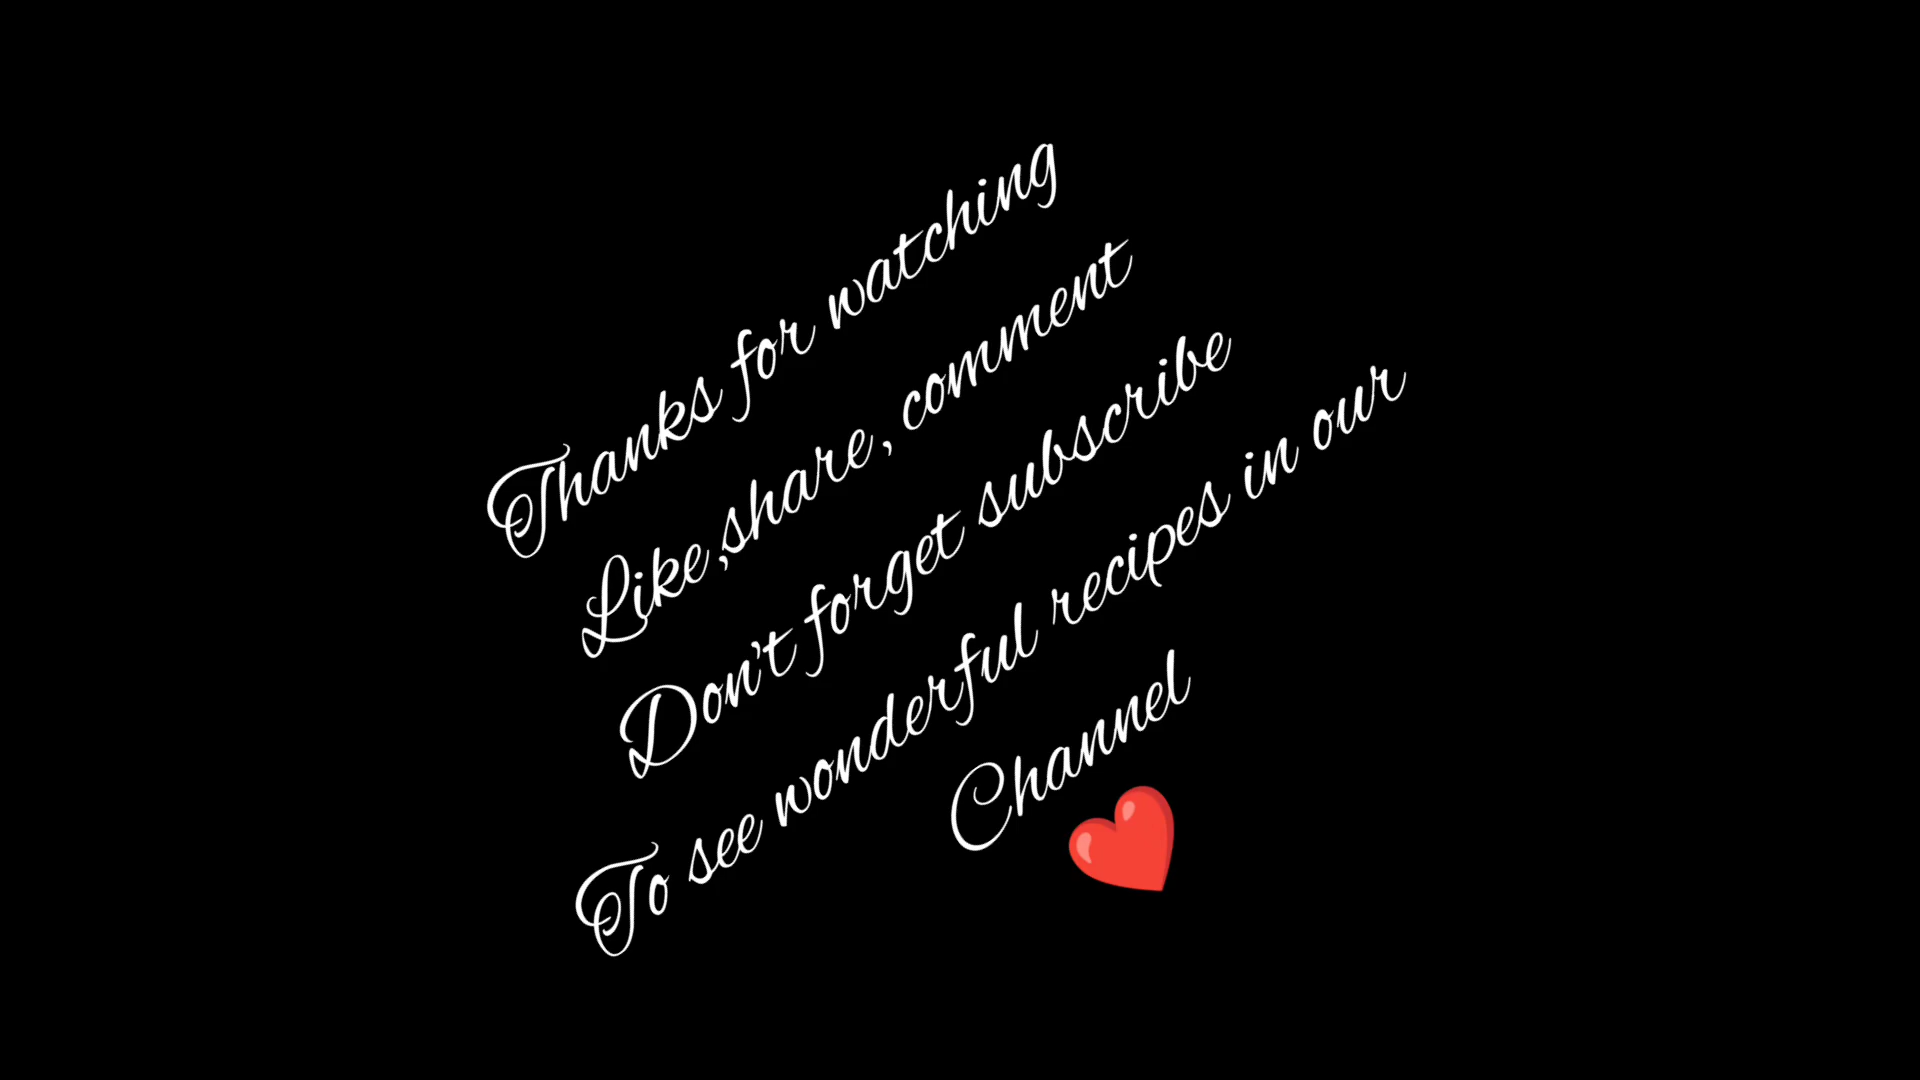 Thanks for watching
Like,share, comment
Don't forget subscribe
To see wonderful recipes in our
Channel
❤️